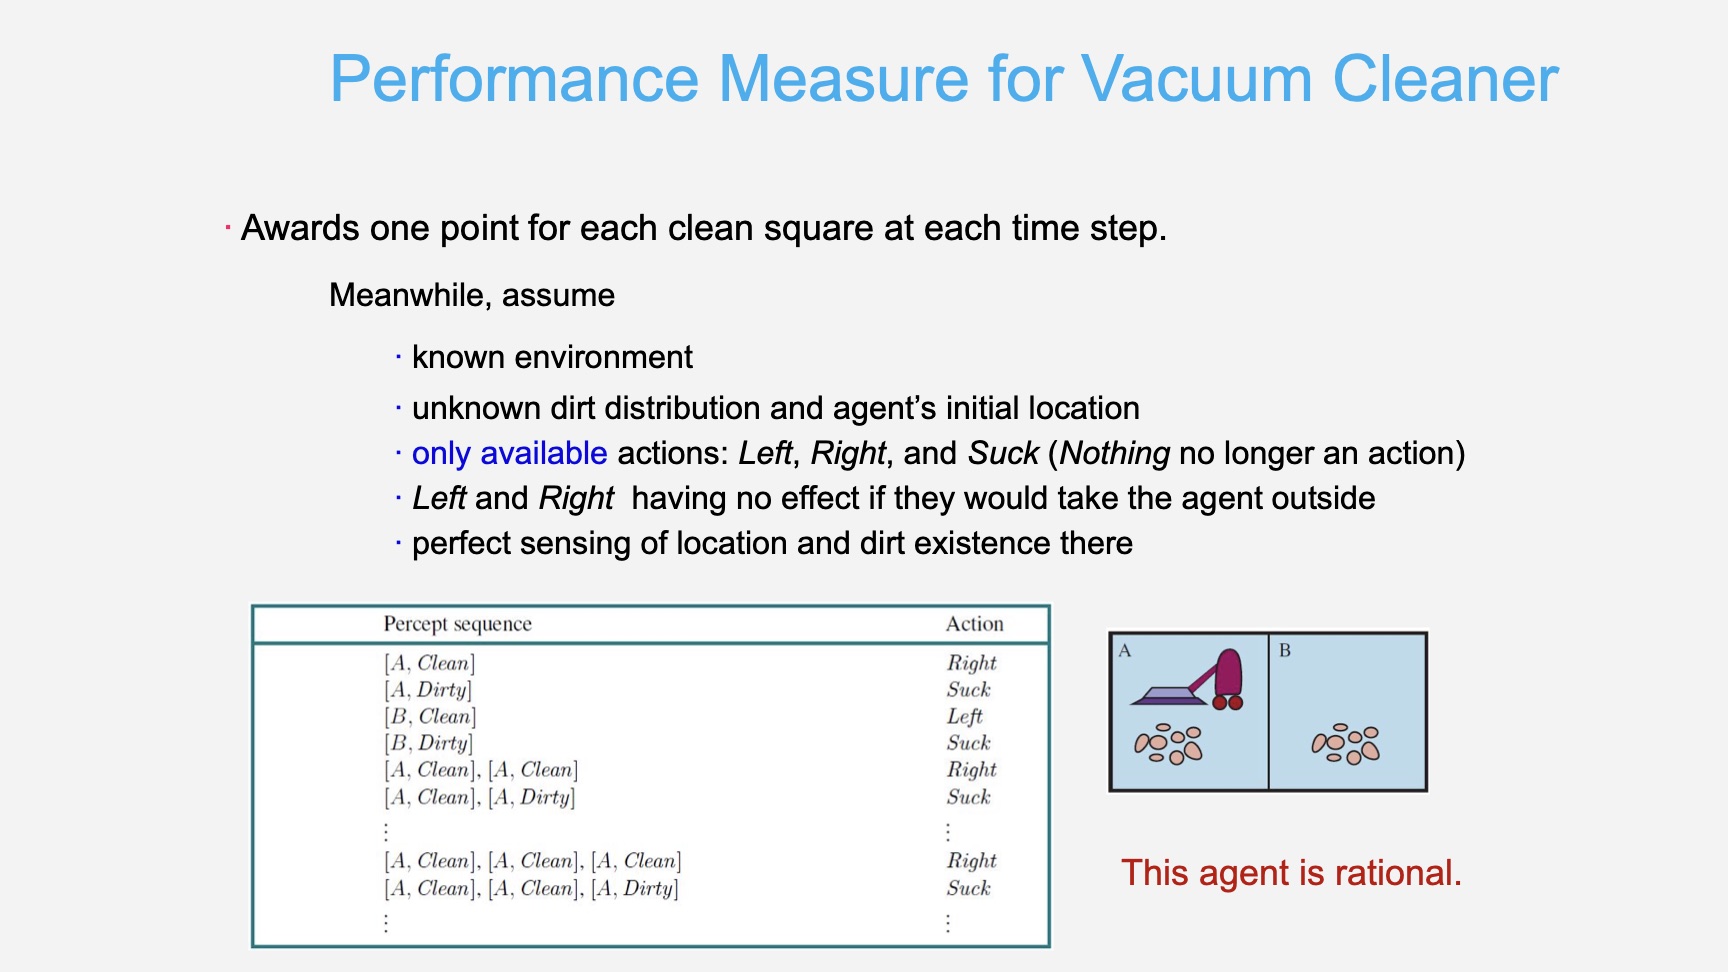 Performance Measure for Vacuum Cleaner
· Awards one point for each clean square at each time step.
Meanwhile, assume
· known environment
· unknown dirt distribution and agent’s initial location
· only available actions: Left, Right, and Suck (Nothing no longer an action)
· Left and Right having no effect if they would take the agent outside
· perfect sensing of location and dirt existence there
Percept sequence Action
[A, Clean] Right
[A, Dirty] Suck
[B, Clean] Left
[B, Dirty] Suck
[A, Clean], [A, Clean] Right
[A, Clean], [A, Dirty] Suck
⋮ ⋮
[A, Clean], [A, Clean], [A, Clean] Right
[A, Clean], [A, Clean], [A, Dirty] Suck
⋮ ⋮
A B
This agent is rational.